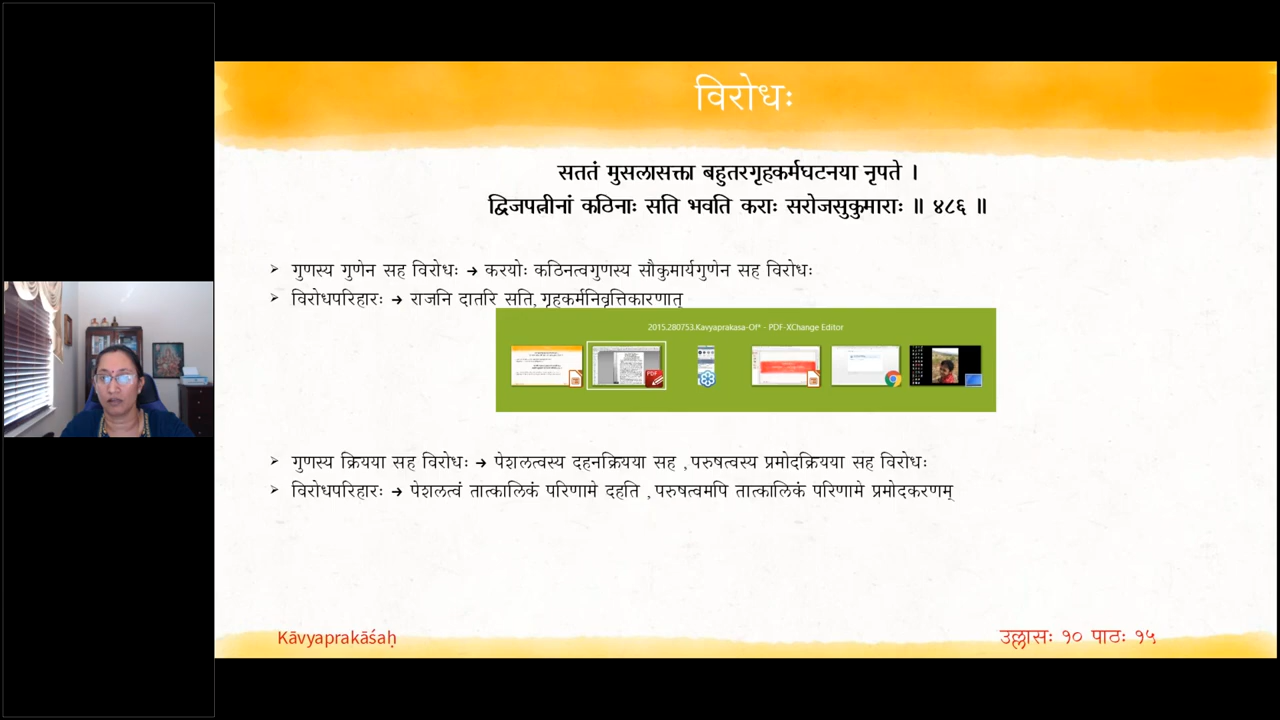 विरोधः
सततं मुसलासक्ता बहुतरगृहकर्मघटनया नृपते ।
द्विजपत्नीनां कठिनाः सति भवति कराः सरोजसुकुमाराः ॥ ४८६ ॥
➢ गुणस्य गुणेन सह विरोधः → करयोः कठिनत्वगुणस्य सौकुमार्यगुणेन सह विरोधः
➢ विरोधपरिहारः → राजनि दातरि सति, गृहकर्मनिवृत्तिकारणात्
2015.280753.Kavyaprakasa-Of* - PDF-XChange Editor
➢ गुणस्य क्रियया सह विरोधः → पेशलत्वस्य दहनक्रियया सह , परुषत्वस्य प्रमोदक्रियया सह विरोधः
➢ विरोधपरिहारः → पेशलत्वं तात्कालिकं परिणामे दहति , परुषत्वमपि तात्कालिकं परिणामे प्रमोदकरणम्
Kāvyaprakāśaḥ
उल्लासः १० पाठः १५